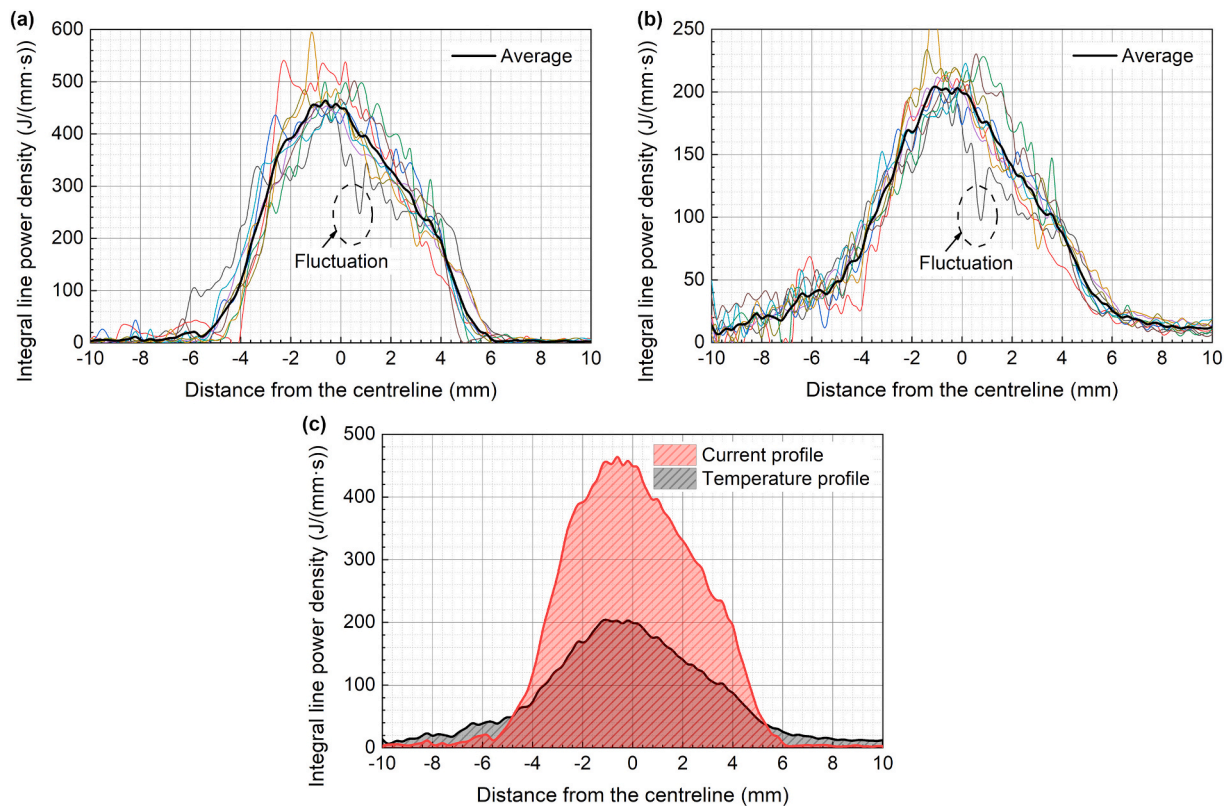 (a)
Integral line power density (J/(mm·s))
600
500
400
300
200
100
0
Average
Fluctuation
-10 -8 -6 -4 -2 0 2 4 6 8 10
Distance from the centreline (mm)
(b)
Integral line power density (J/(mm·s))
250
200
150
100
50
0
Average
Fluctuation
-10 -8 -6 -4 -2 0 2 4 6 8 10
Distance from the centreline (mm)
(c)
Integral line power density (J/(mm·s))
500
400
300
200
100
0
Current profile
Temperature profile
-10 -8 -6 -4 -2 0 2 4 6 8 10
Distance from the centreline (mm)